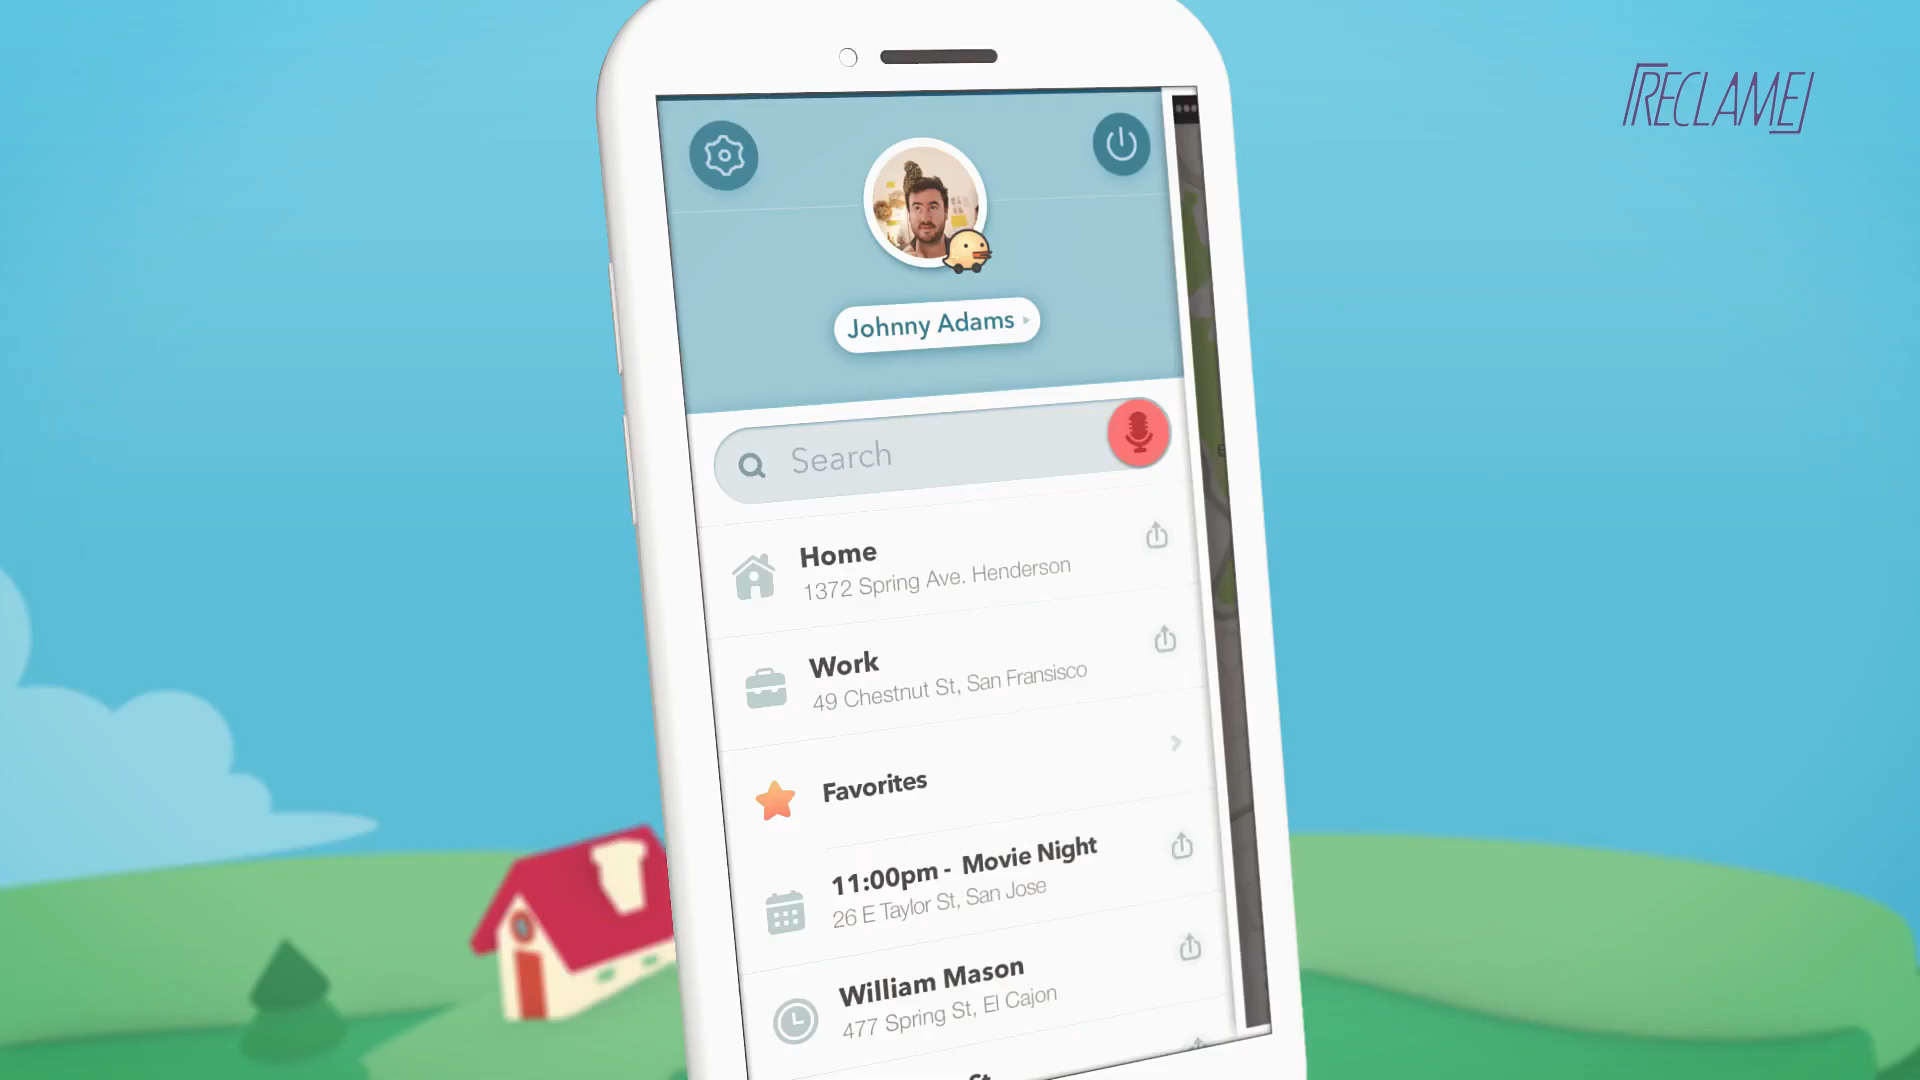 RECLAME
Johnny Adams
Search
Home
1372 Spring Ave. Henderson
Work
49 Chestnut St, San Fransisco
Favorites
11:00pm - Movie Night
26 E Taylor St, San Jose
William Mason
477 Spring St, El Cajon